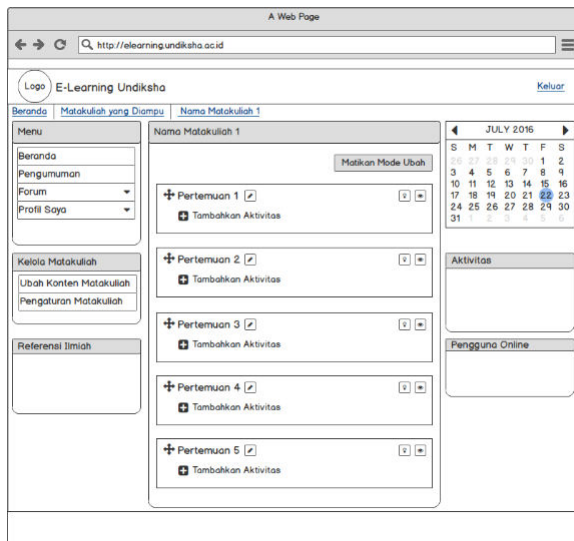 A Web Page
http://elearning.undiksha.ac.id
Logo
E-Learning Undiksha
Keluar
Beranda
Matakuliah yang Diampu
Nama Matakuliah 1
Menu
Beranda
Pengumuman
Forum
Profil Saya
Kelola Matakuliah
Ubah Konten Matakuliah
Pengaturan Matakuliah
Referensi Ilmiah
Nama Matakuliah 1
Matikan Mode Ubah
Pertemuan 1
Tambahkan Aktivitas
Pertemuan 2
Tambahkan Aktivitas
Pertemuan 3
Tambahkan Aktivitas
Pertemuan 4
Tambahkan Aktivitas
Pertemuan 5
Tambahkan Aktivitas
JULY 2016
S M T W T F S
26 27 28 29 30 1 2
3 4 5 6 7 8 9
10 11 12 13 14 15 16
17 18 19 20 21 22 23
24 25 26 27 28 29 30
31 1 2 3 4 5 6
Aktivitas
Pengguna Online